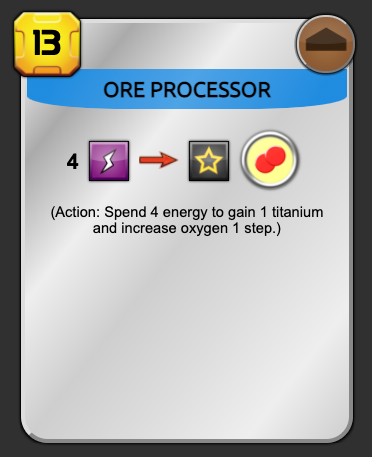 13
ORE PROCESSOR
4
(Action: Spend 4 energy to gain 1 titanium
and increase oxygen 1 step.)